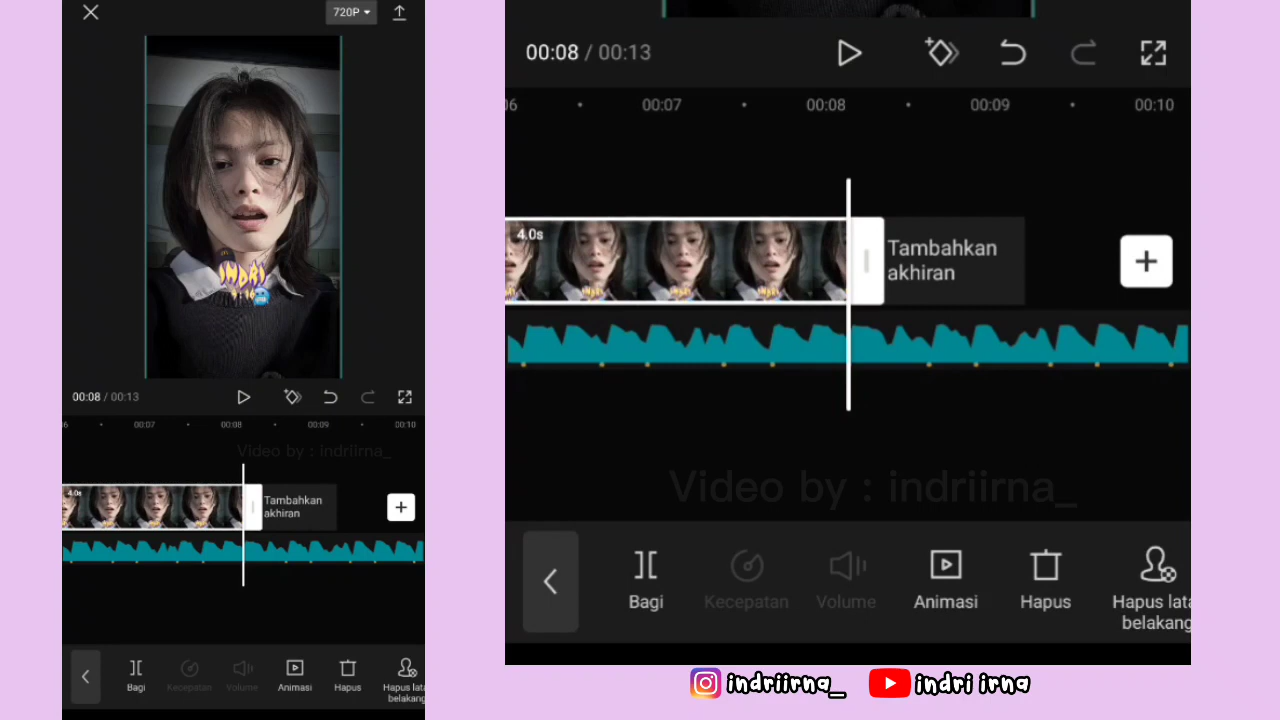 720P
INDRI
00:08 / 00:13
00:07
00:08
00:09
00:10
Video by : indriirna_
4.0s
Tambahkan
akhiran
Bagi
Kecepatan
Volume
Animasi
Hapus
Hapus lata
belakang
00:08 / 00:13
06
00:07
00:08
00:09
00:10
4.0s
Tambahkan
akhiran
Video by : indriirna_
Bagi
Kecepatan
Volume
Animasi
Hapus
Hapus lata
belakang
indriirna_
indri irna